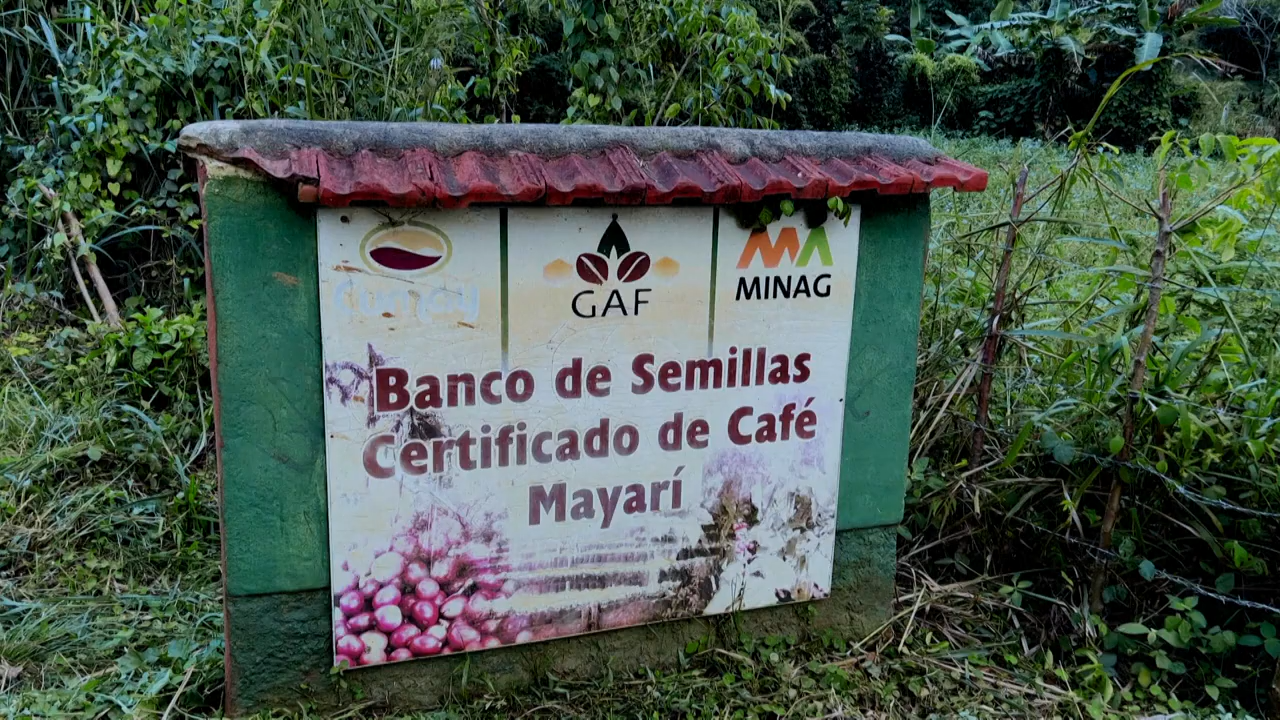 GAF
MINAG
Banco de Semillas
Certificado de Café
Mayarí